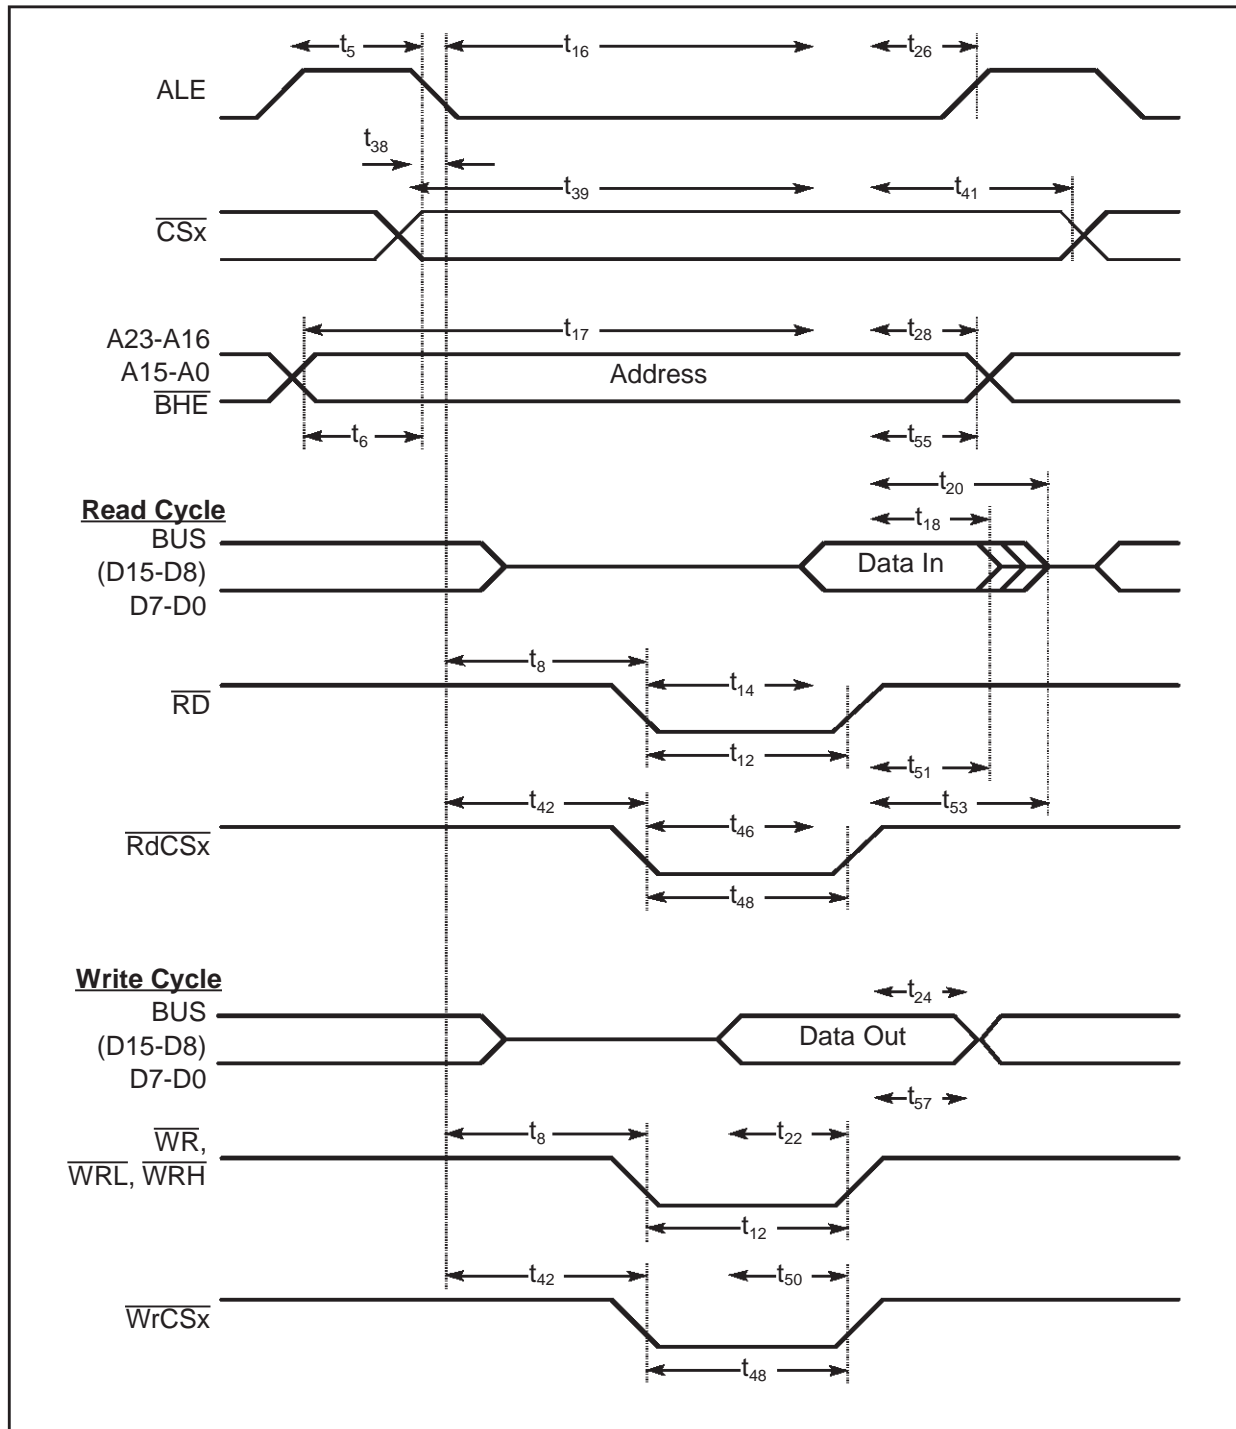 t5 t16 t26
ALE
t38
t39 t41
CSx
t17 t28
A23-A16
A15-A0 Address
BHE
t6 t55
t20
Read Cycle t18
BUS
(D15-D8) Data In
D7-D0
t8 t14
RD
t12 t51
t42 t46 t53
RdCSx
t48
Write Cycle
t24
BUS
(D15-D8) Data Out
D7-D0
t57
t8 t22
WR,
WRL, WRH
t12
t42 t50
WrCSx
t48